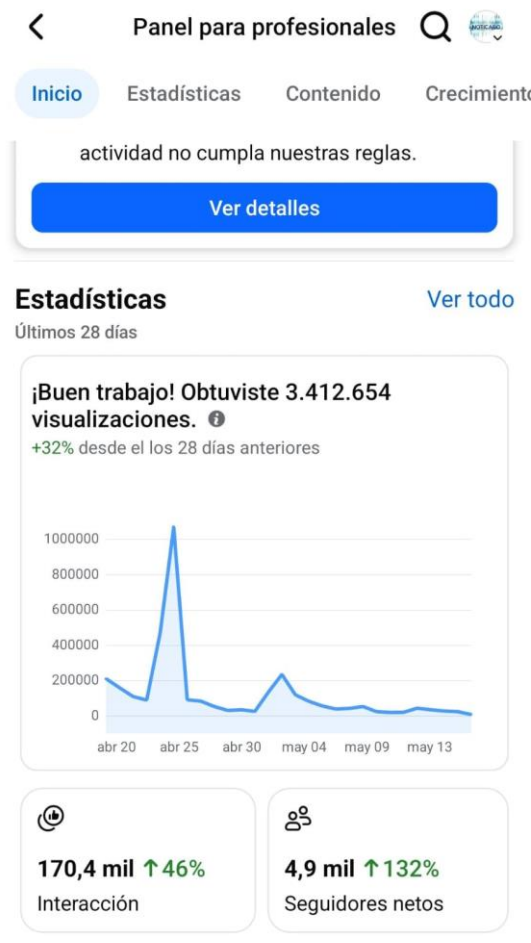 Panel para profesionales
Inicio
Estadísticas
Contenido
Crecimiento
actividad no cumpla nuestras reglas.
Ver detalles
Estadísticas
Ver todo
Últimos 28 días
¡Buen trabajo! Obtuviste 3.412.654
visualizaciones.
+32% desde el los 28 días anteriores
1000000
800000
600000
400000
200000
0
abr 20
abr 25
abr 30
may 04
may 09
may 13
170,4 mil ↑46%
Interacción
4,9 mil ↑132%
Seguidores netos